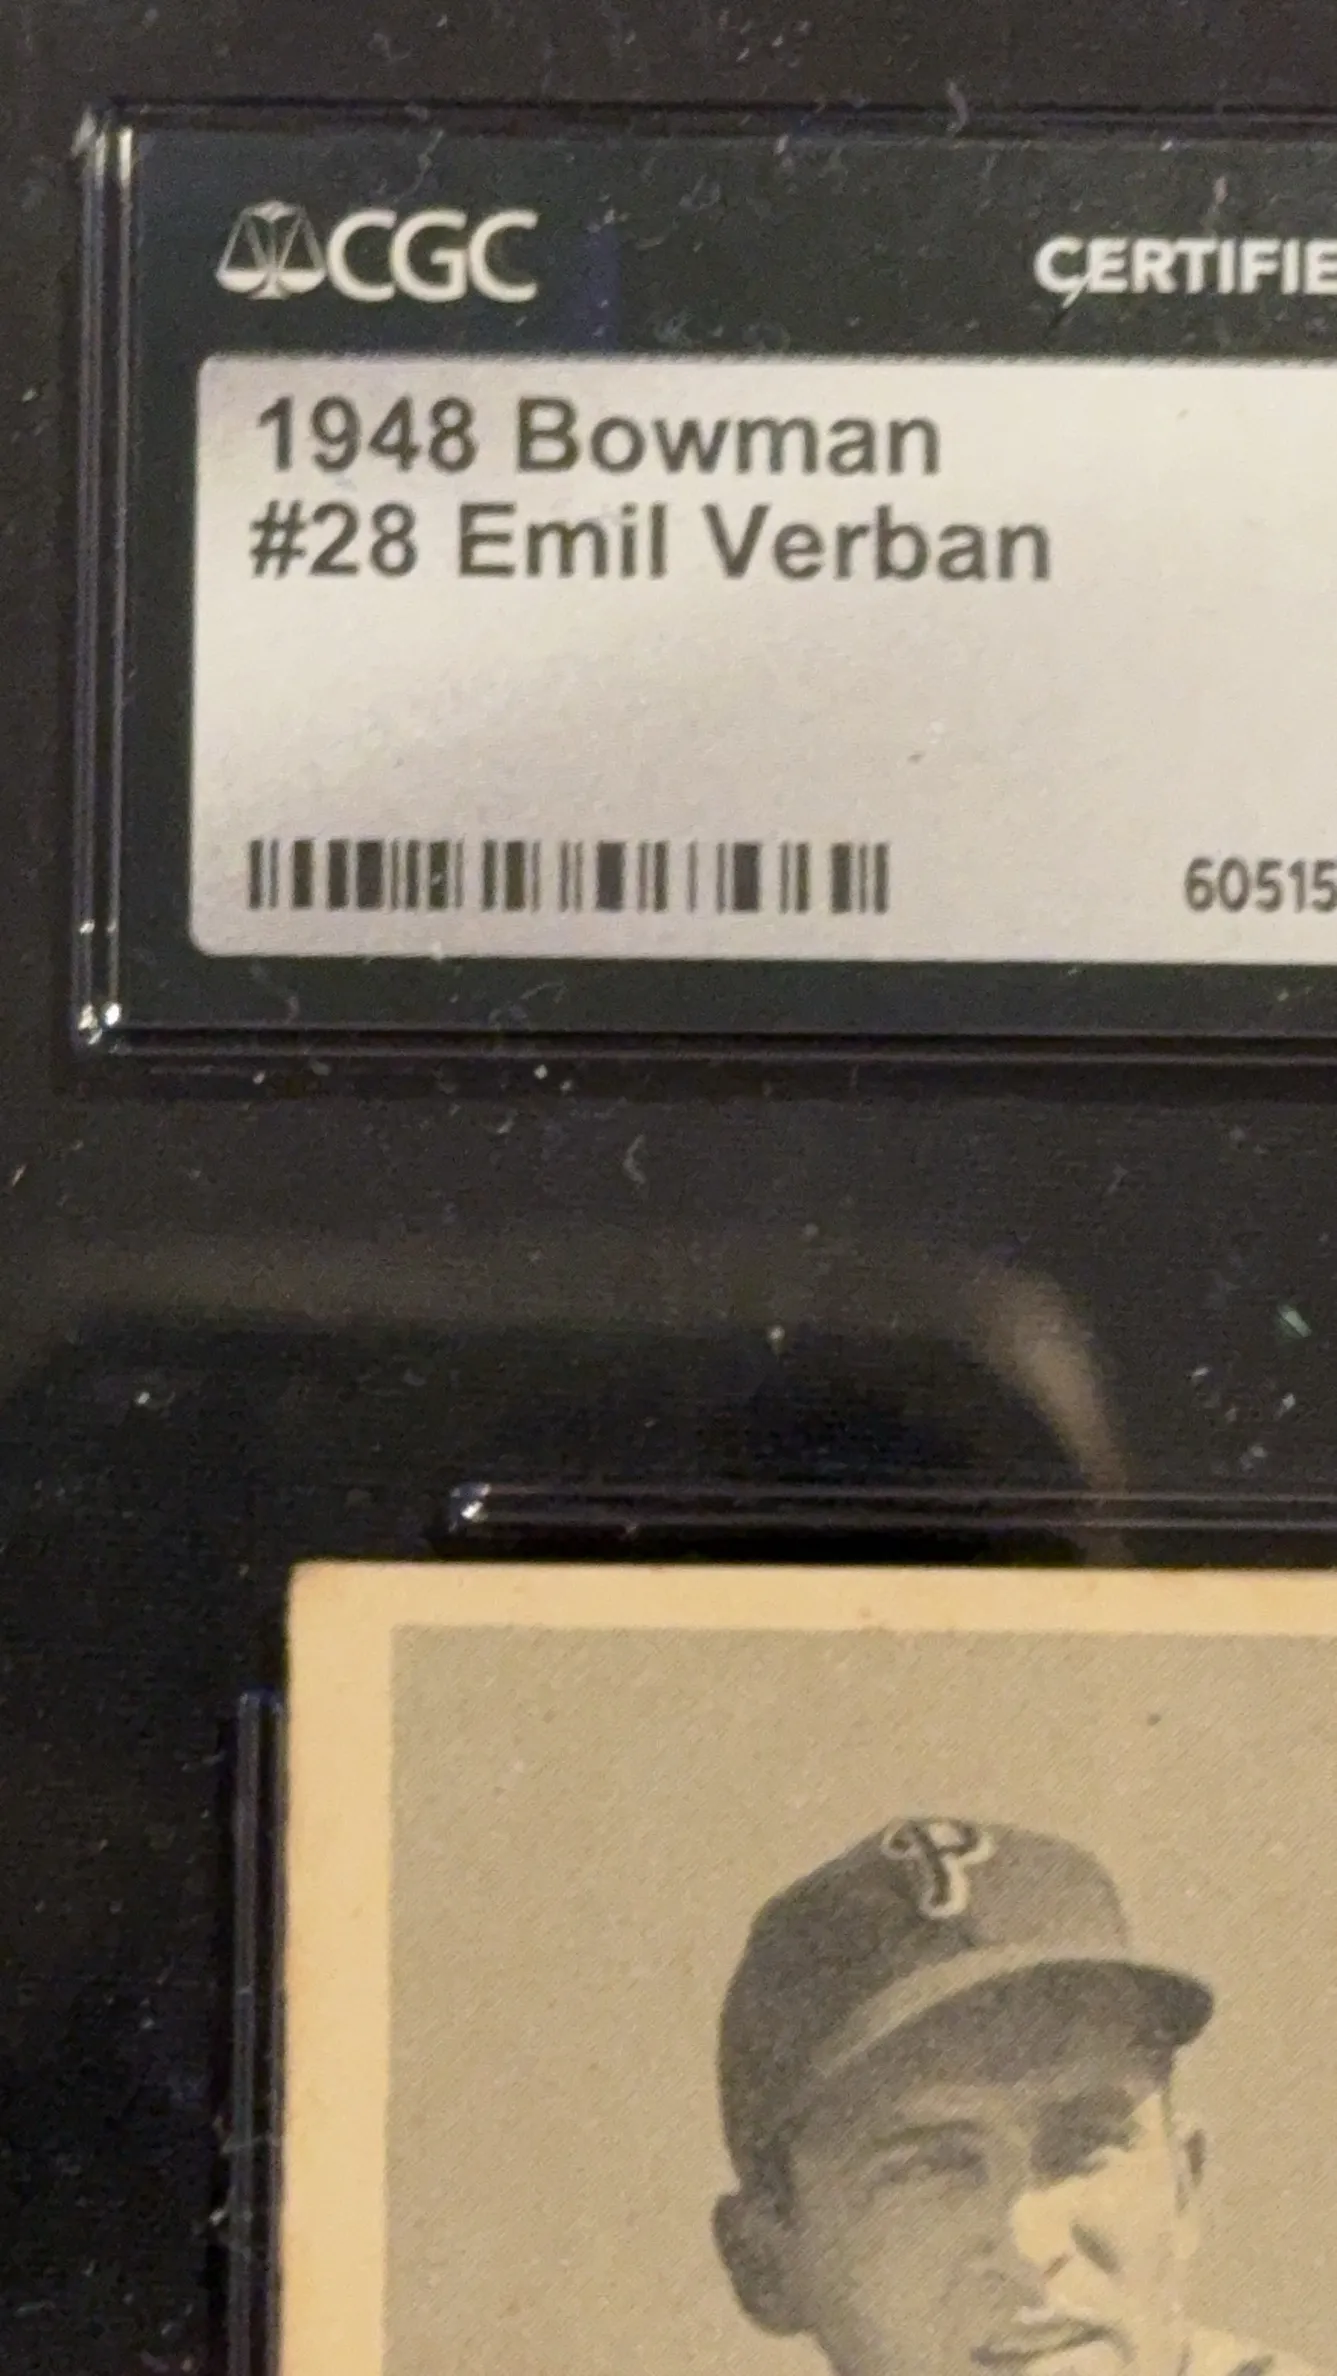 CGC
CERTIFIE
1948 Bowman
#28 Emil Verban
60515
P